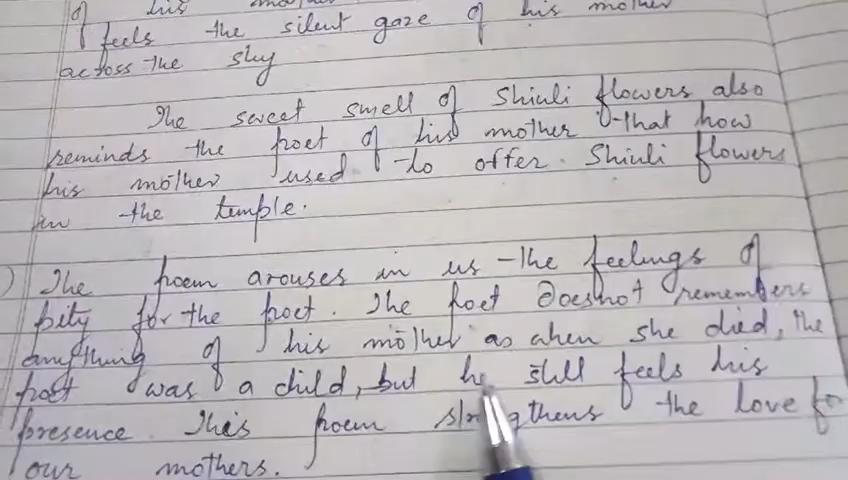 of his mother
feels the silent gaze of his mother
across the sky
The sweet smell of Shiuli flowers also
reminds the poet of his mother that how
his mother used to offer Shiuli flowers
in the temple.
) The poem arouses in us the feelings of
pity for the poet. The poet doesnot remembers
anything of his mother as when she died, the
poet was a child, but he still feels his
presence. This poem strengthens the love for
our mothers.